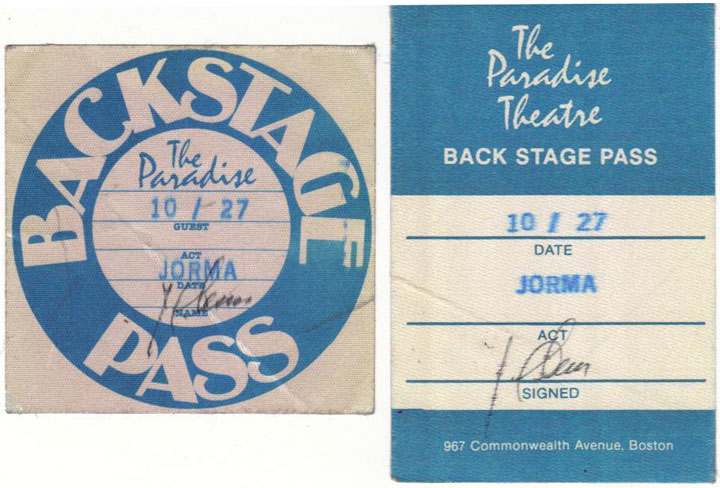 BACKSTAGE
The
Paradise
10 / 27
GUEST
ACT
JORMA
DATE
NAME
PASS
The
Paradise
Theatre
BACK STAGE PASS
10 / 27
DATE
JORMA
ACT
SIGNED
967 Commonwealth Avenue, Boston